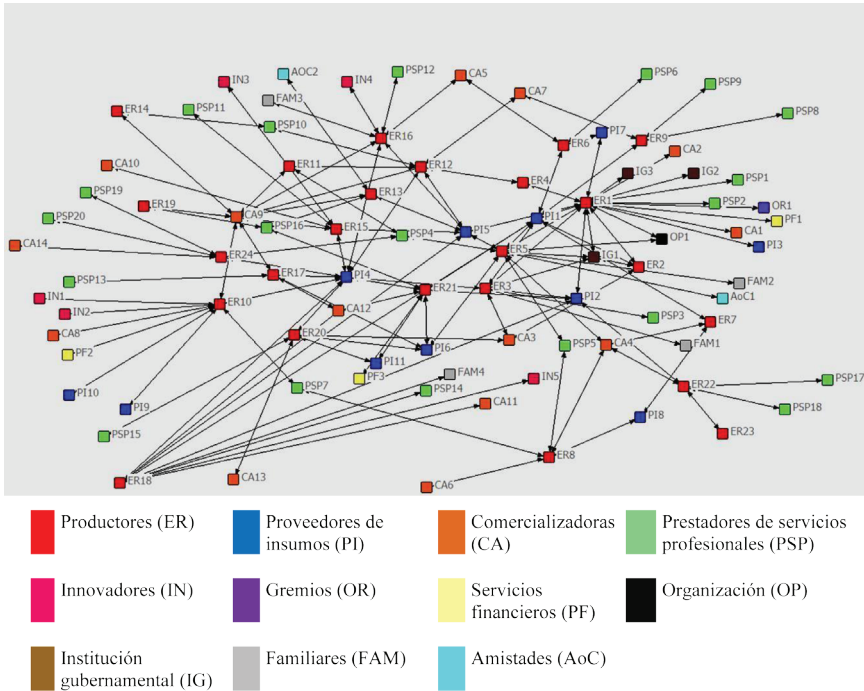 IN3
AOC2
IN4
PSP12
CA5
PSP6
PSP9
CA7
FAM3
ER14
PSP11
PSP10
ER16
PSP8
PI7
ER6
ER9
CA2
CA10
ER11
ER12
IG3
IG2
PSP1
ER4
PSP19
ER13
ER19
ER1
PSP2
OR1
PSP20
CA9
PI1
PF1
PSP16
ER15
PSP4
PI5
CA1
OP1
PI3
CA14
ER24
ER5
IG1
ER2
ER17
PI4
PSP13
ER21
ER3
FAM2
IN1
ER10
PI2
AoC1
IN2
CA12
PSP3
ER7
CA8
ER20
CA3
PSP5
CA4
FAM1
PF2
PI6
PI11
PF3
FAM4
IN5
PSP17
PSP7
PSP14
ER22
PI10
PI9
CA11
PSP18
PI8
PSP15
ER23
ER8
ER18
CA13
CA6
Productores (ER)
Proveedores de
insumos (PI)
Comercializadoras
(CA)
Prestadores de servicios
profesionales (PSP)
Innovadores (IN)
Gremios (OR)
Servicios
financieros (PF)
Organización (OP)
Institución
gubernamental (IG)
Familiares (FAM)
Amistades (AoC)